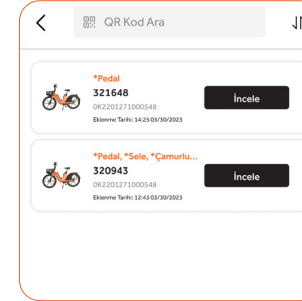 QR Kod Ara
*Pedal
321648
0K2201271000548
Eklenme Tarihi: 14:25 03/30/2023
İncele
*Pedal, *Sele, *Çamurlu...
320943
0K2201271000548
Eklenme Tarihi: 12:43 03/30/2023
İncele